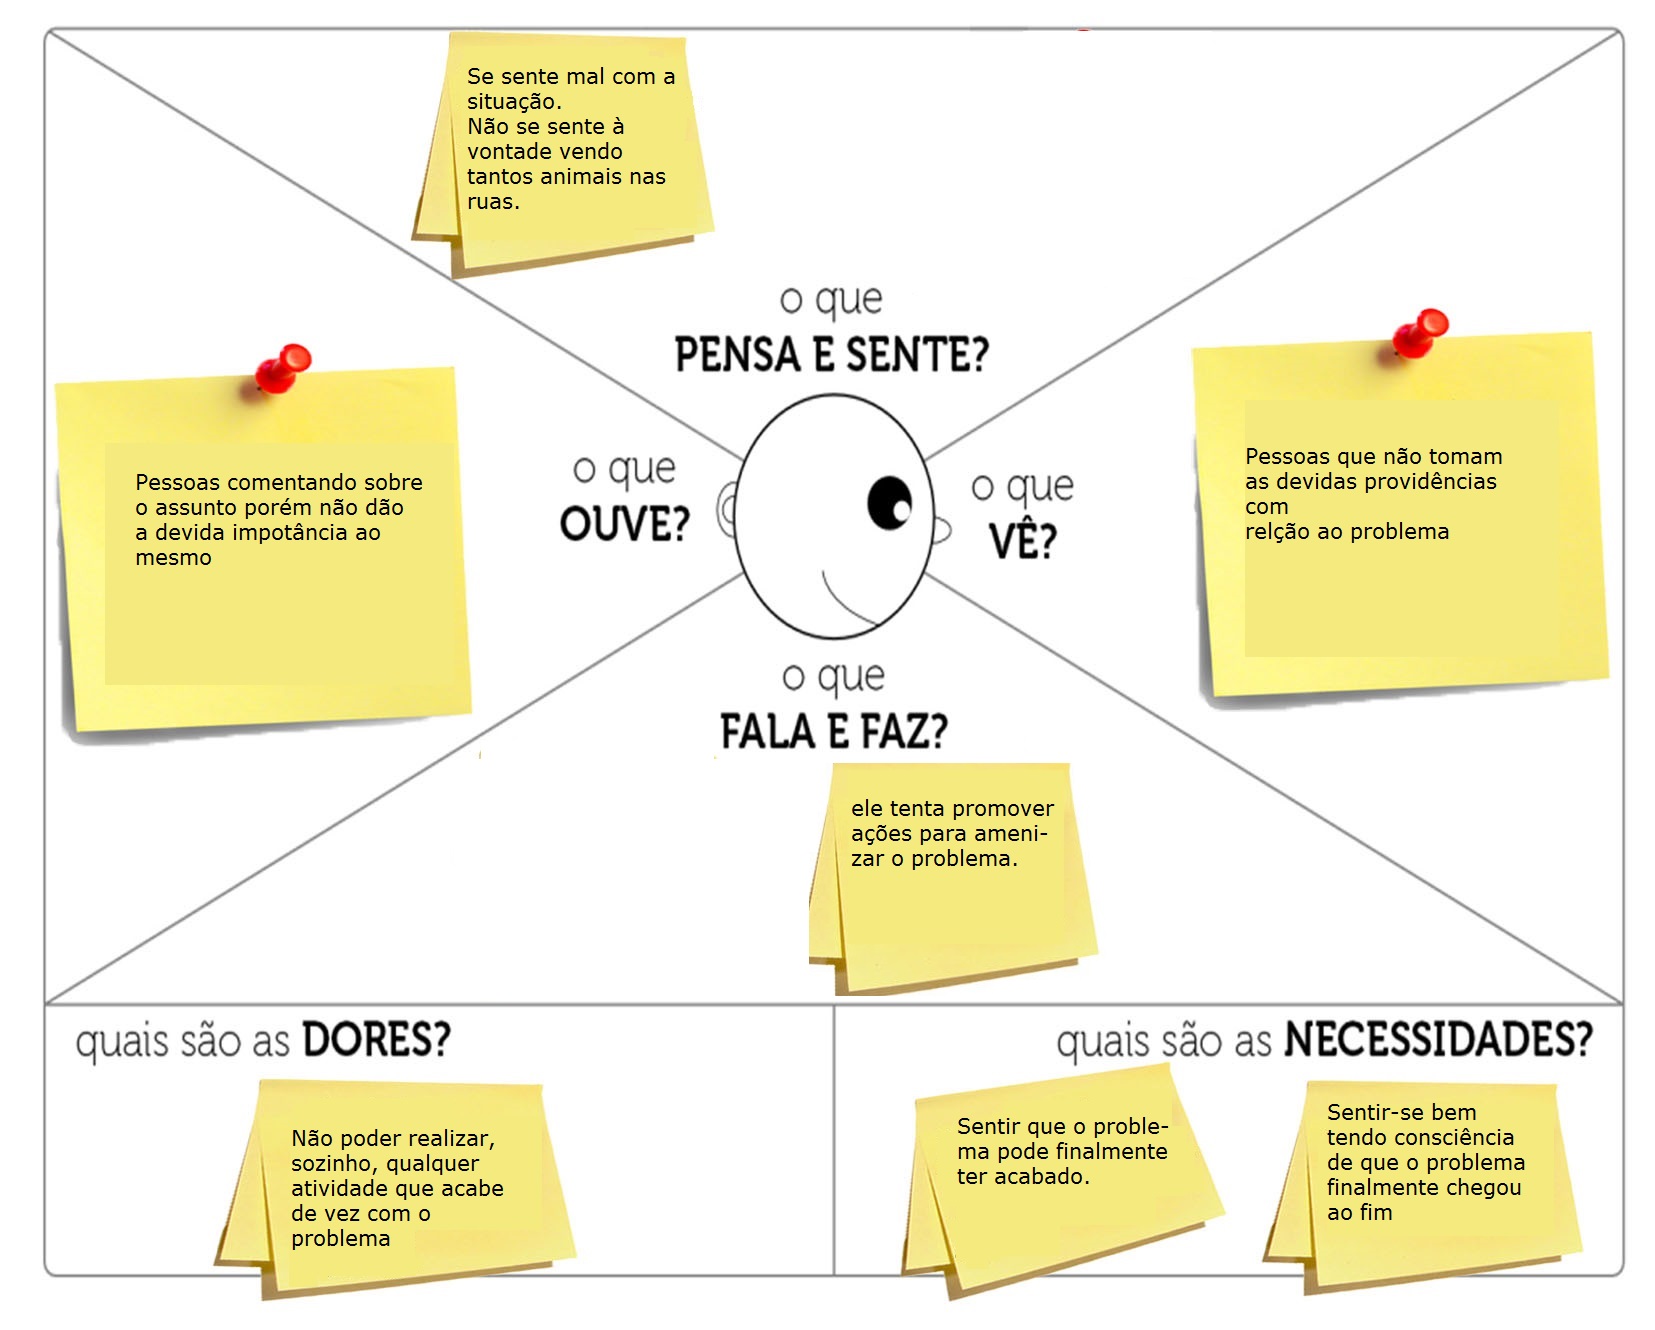 Se sente mal com a
situação.
Não se sente à
vontade vendo
tantos animais nas
ruas.
o que
PENSA E SENTE?
o que
OUVE?
Pessoas comentando sobre
o assunto porém não dão
a devida impotância ao
mesmo
o que
VÊ?
Pessoas que não tomam
as devidas providências
com
relção ao problema
o que
FALA E FAZ?
ele tenta promover
ações para ameni-
zar o problema.
quais são as DORES?
Não poder realizar,
sozinho, qualquer
atividade que acabe
de vez com o
problema
quais são as NECESSIDADES?
Sentir que o proble-
ma pode finalmente
ter acabado.
Sentir-se bem
tendo consciência
de que o problema
finalmente chegou
ao fim